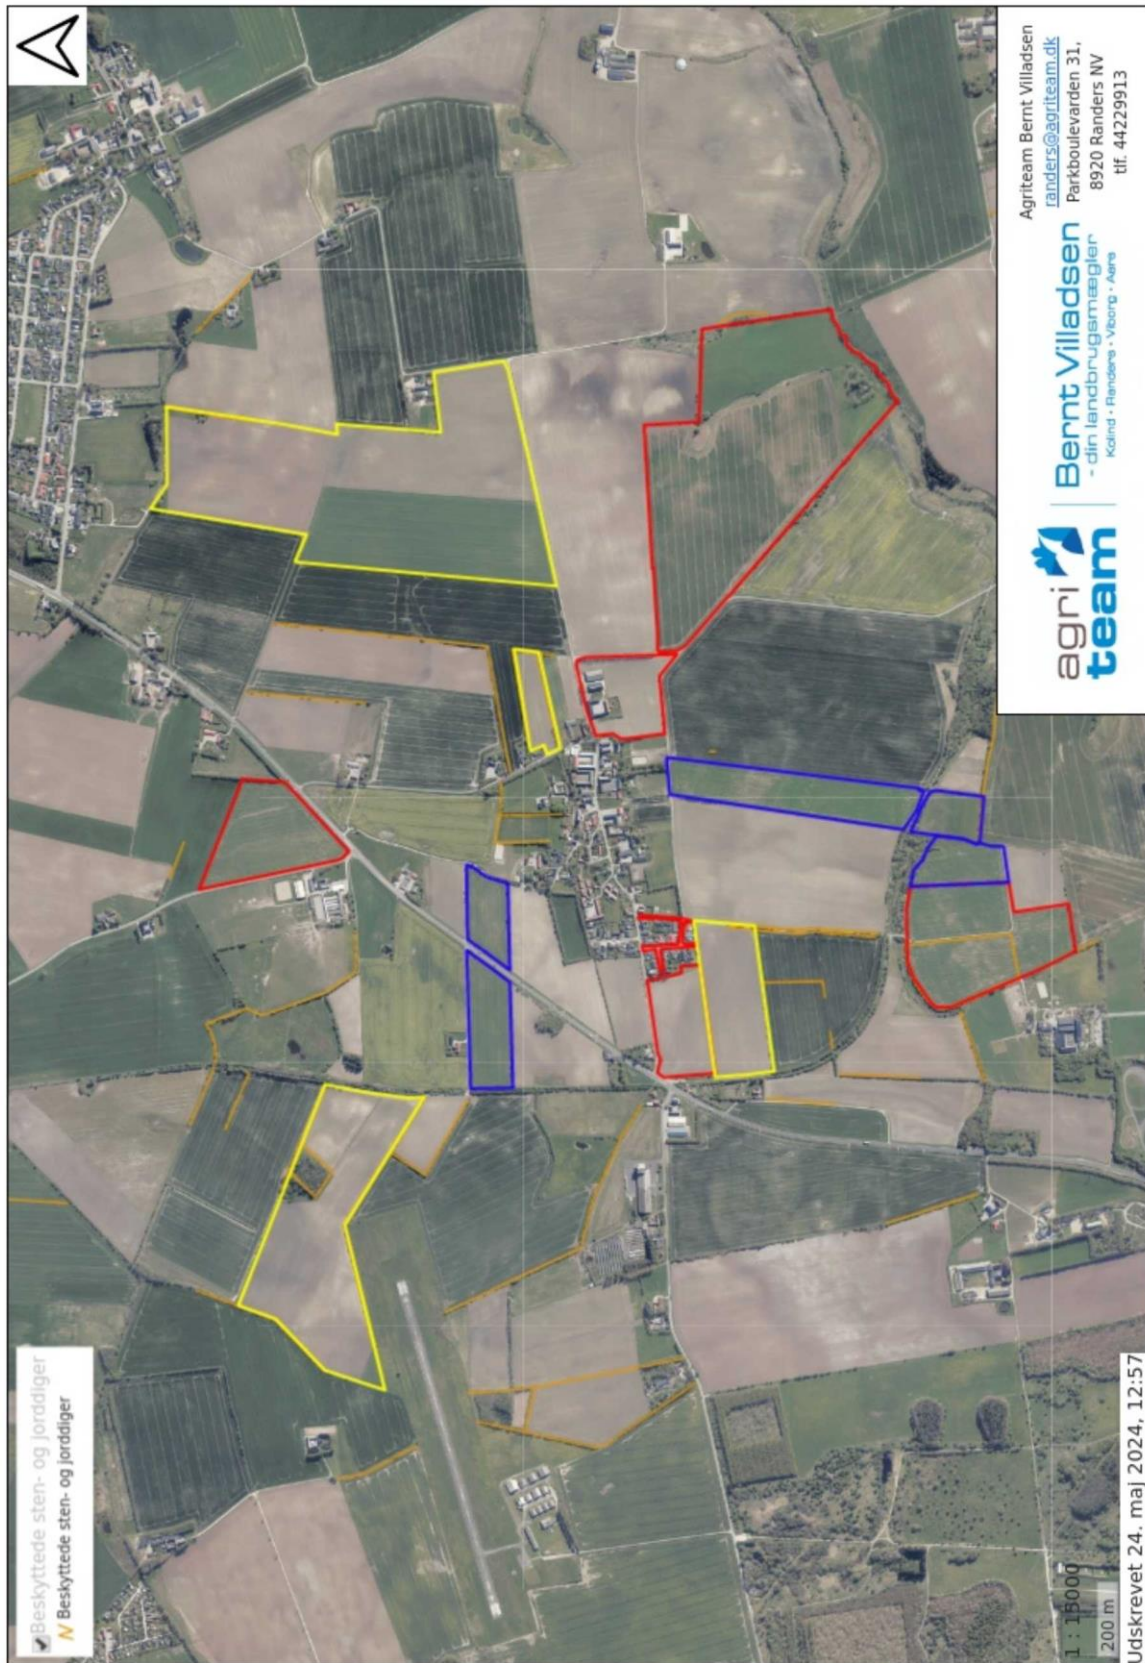 Beskyttede sten- og jorddiger
Beskyttede sten- og jorddiger
Agriteam Bernt Villadsen
randers@agriteam.dk
Parkboulevarden 31,
8920 Randers NV
tlf. 44229913
agri
team
Bernt Villadsen
- din landbrugsmægler
Kolind · Randers · Viborg · Aars
1 : 15000
200 m
Udskrevet 24. maj 2024, 12:57